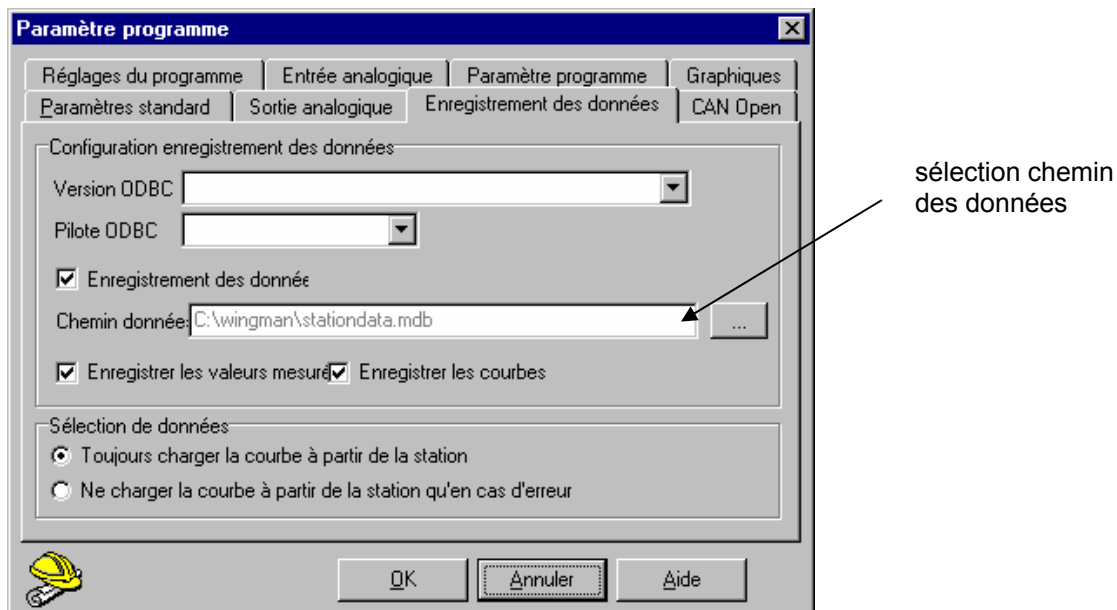 Paramètre programme
Réglages du programme Entrée analogique Paramètre programme Graphiques
Paramètres standard Sortie analogique Enregistrement des données CAN Open
Configuration enregistrement des données
Version ODBC
Pilote ODBC
Enregistrement des donnée
Chemin donnée: C:\wingman\stationdata.mdb ...
Enregistrer les valeurs mesuré Enregistrer les courbes
Sélection de données
Toujours charger la courbe à partir de la station
Ne charger la courbe à partir de la station qu'en cas d'erreur
OK Annuler Aide
sélection chemin
des données